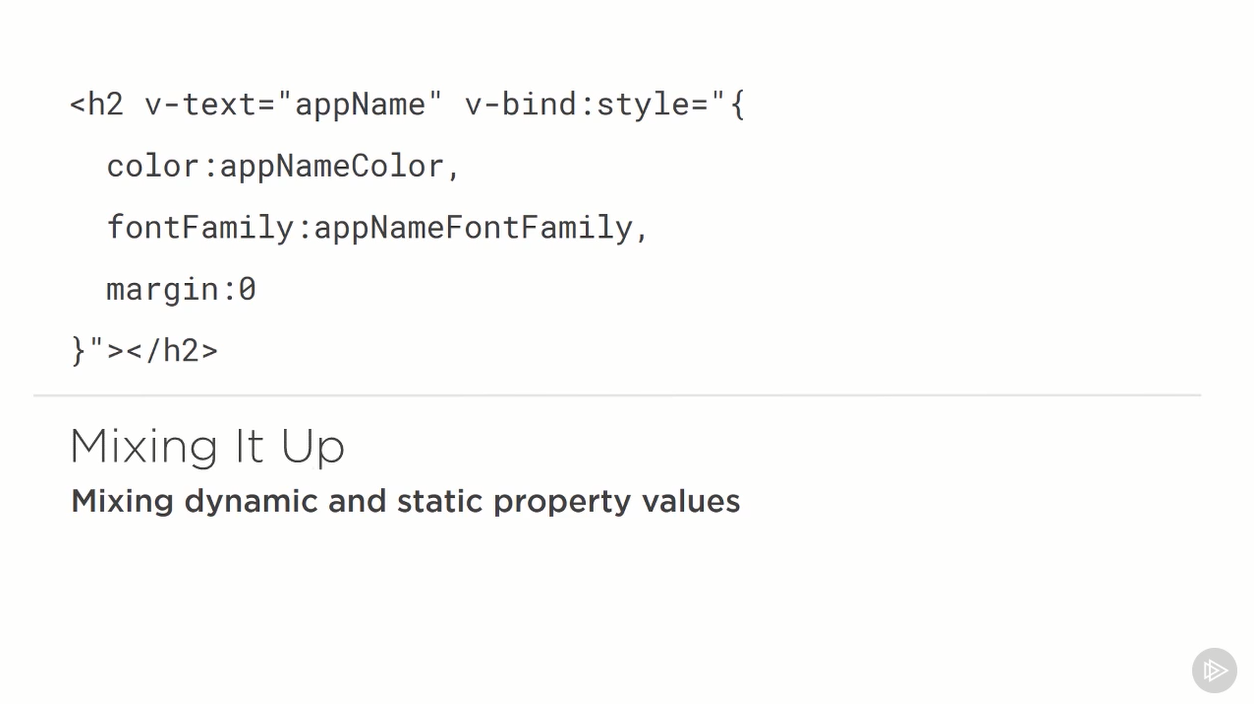 <h2 v-text="appName" v-bind:style="{
  color:appNameColor,
  fontFamily:appNameFontFamily,
  margin:0
}"></h2>
Mixing It Up
Mixing dynamic and static property values